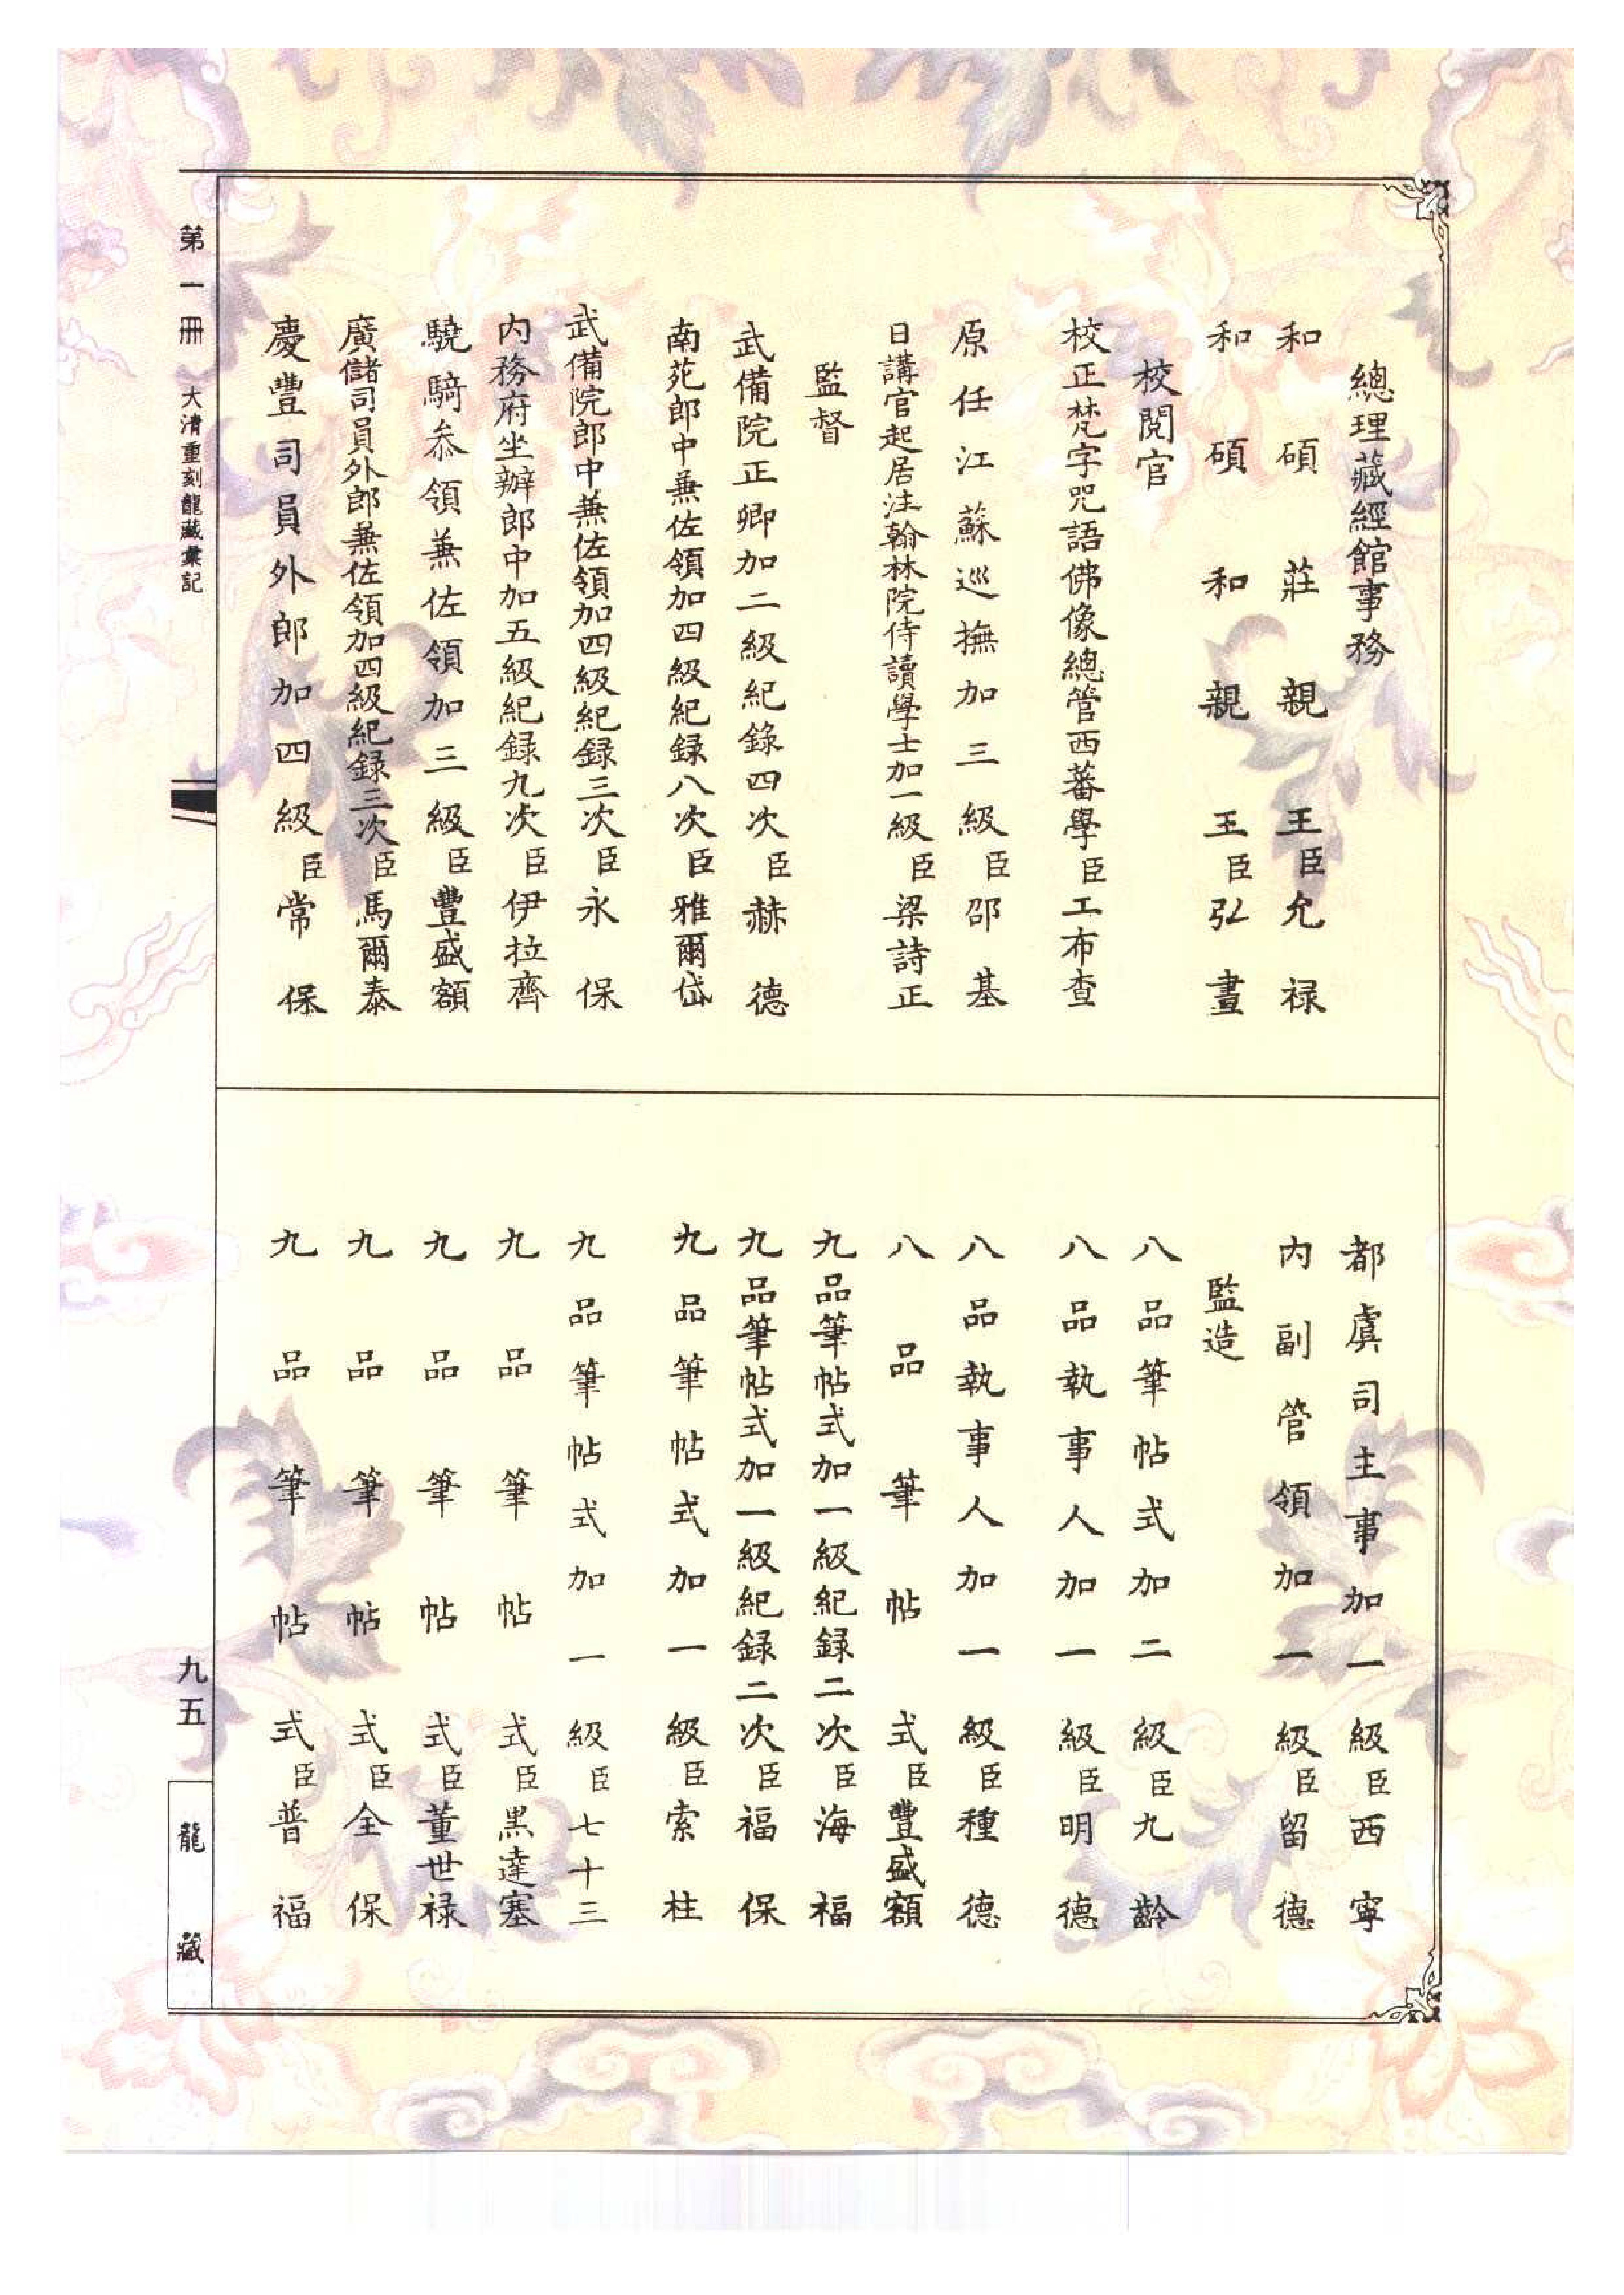 總理藏經館事務
和碩莊親王臣允祿
和碩和親王臣弘晝
校閱官
校正梵字咒語佛像總管西蕃學臣工布查
原任江蘇巡撫加三級臣邵基
日講官起居注翰林院侍讀學士加一級臣梁詩正
監督
武備院正卿加二級紀錄四次臣赫德
南苑郎中兼佐領加四級紀録八次臣雅爾岱
武備院郎中兼佐領加四級紀録三次臣永保
内務府坐辦郎中加五級紀録九次臣伊拉齊
驍騎叅領兼佐領加三級臣豐盛額
廣儲司員外郎兼佐領加四級紀録三次臣馬爾泰
慶豐司員外郎加四級臣常保
都虞司主事加一級臣西寧
内副管領加一級臣留德
監造
八品筆帖式加二級臣九齡
八品執事人加一級臣明德
八品執事人加一級臣種德
八品筆帖式臣豐盛額
九品筆帖式加一級紀録二次臣海福
九品筆帖式加一級紀録二次臣福保
九品筆帖式加一級臣索柱
九品筆帖式加一級臣七十三
九品筆帖式臣黑達塞
九品筆帖式臣董世祿
九品筆帖式臣全保
九品筆帖式臣普福
第一冊 大清重刻龍藏彙記
九五
龍藏